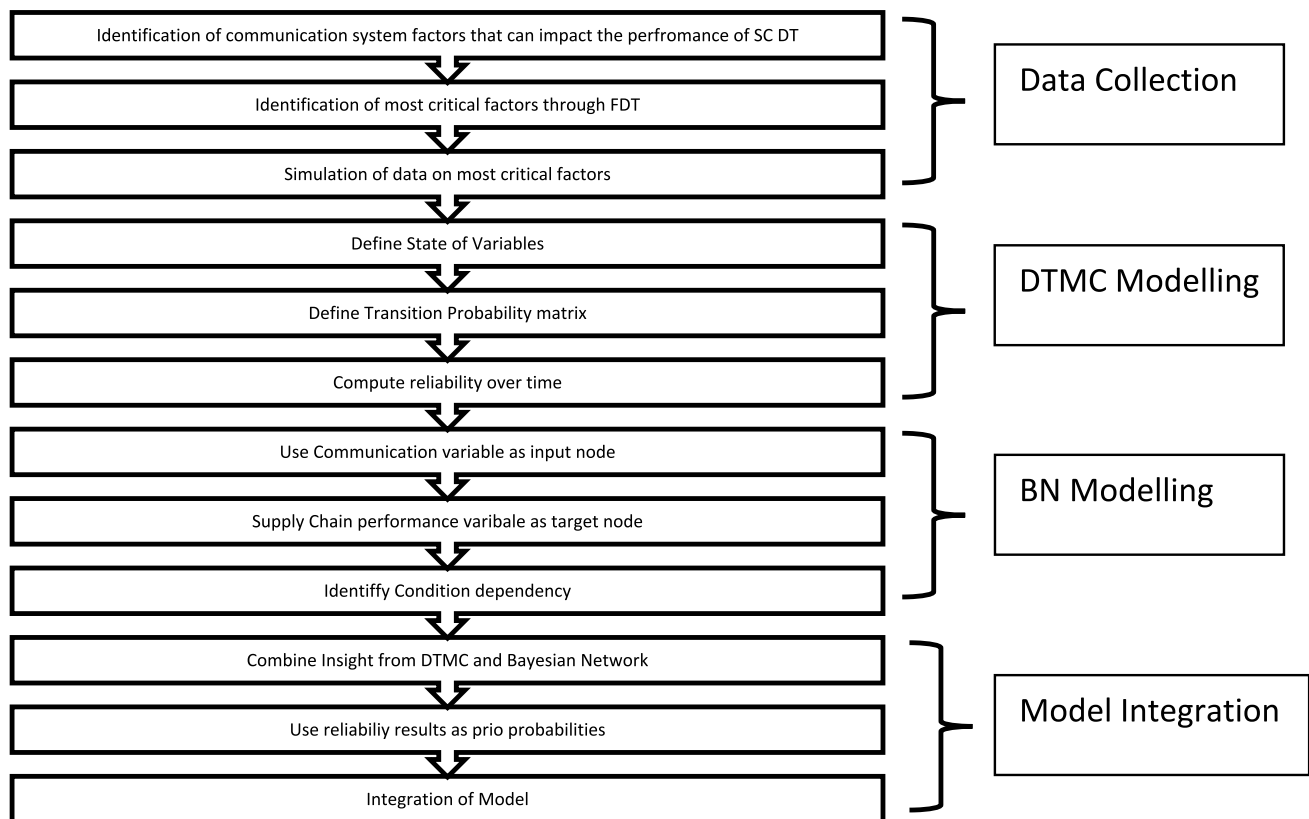 Identification of communication system factors that can impact the perfromance of SC DT
Identification of most critical factors through FDT
Simulation of data on most critical factors
Data Collection
Define State of Variables
Define Transition Probability matrix
Compute reliability over time
DTMC Modelling
Use Communication variable as input node
Supply Chain performance varibale as target node
Identiffy Condition dependency
BN Modelling
Combine Insight from DTMC and Bayesian Network
Use reliabiliy results as prio probabilities
Integration of Model
Model Integration